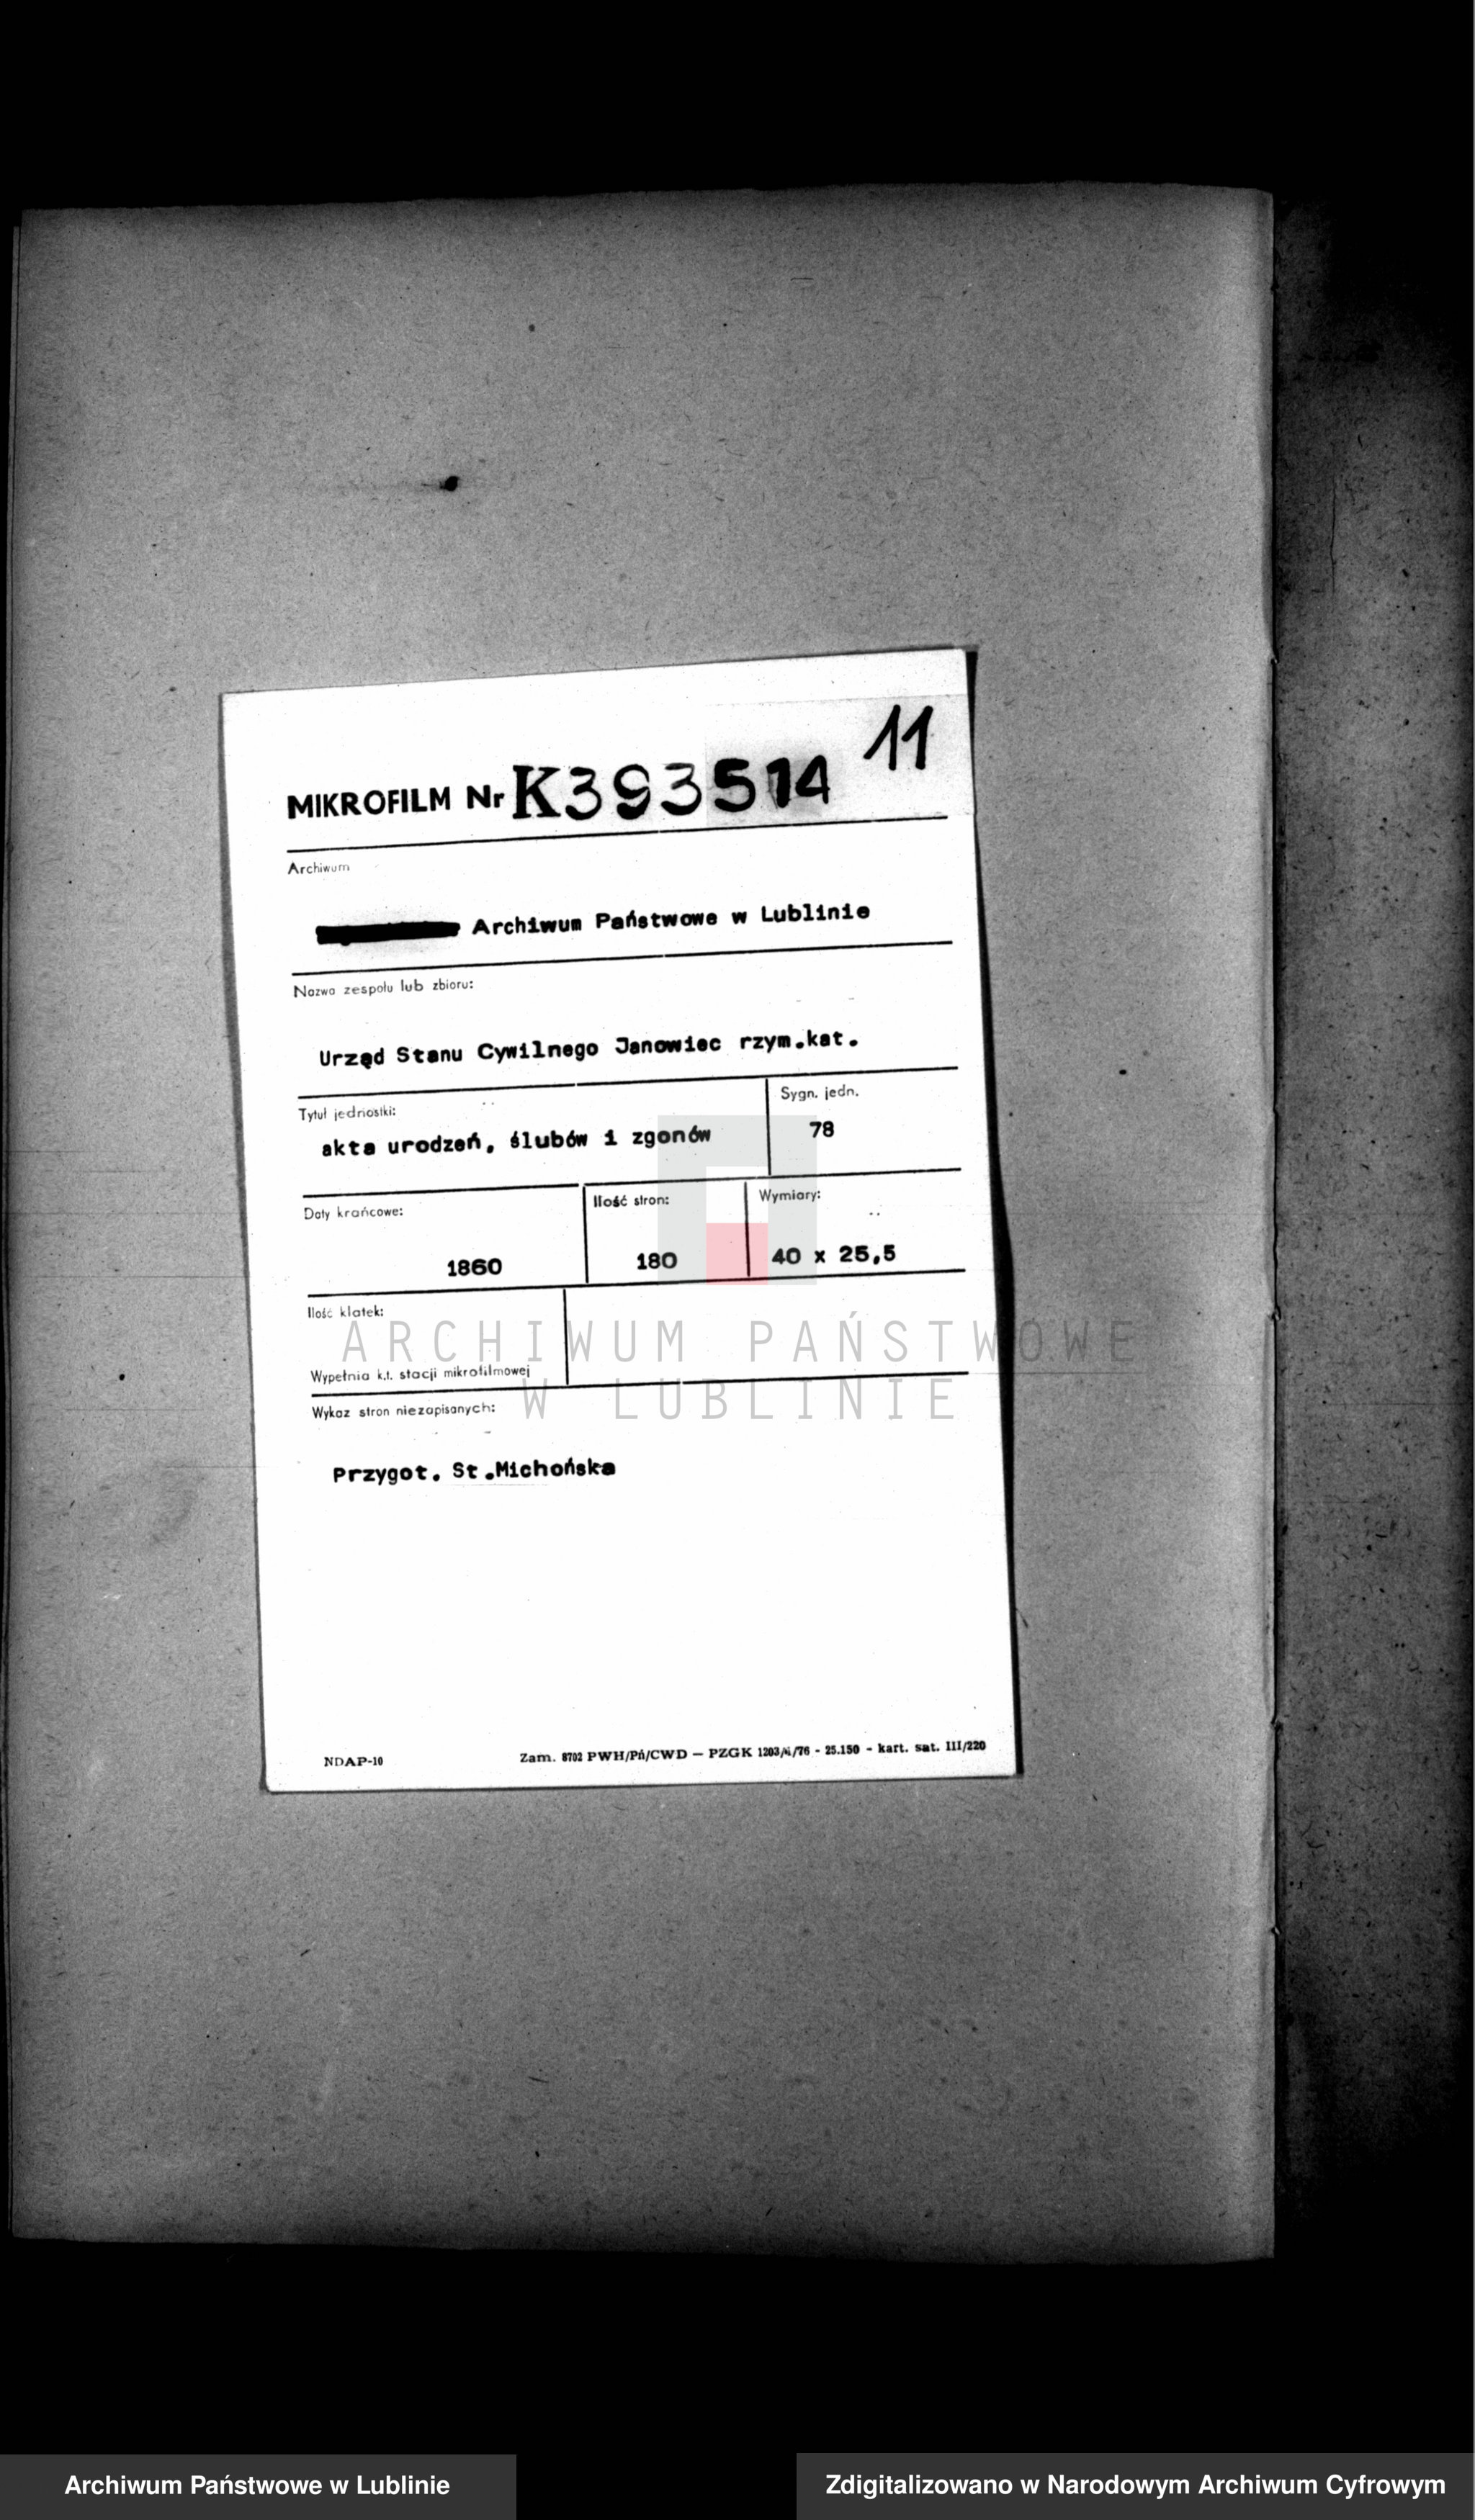 11
MIKROFILM Nr K393514
Archiwum
Archiwum Państwowe w Lublinie
Nazwa zespołu lub zbioru:
Urzęd Stanu Cywilnego Janowiec rzym.kat.
Tytuł jednostki:
Sygn. jedn.
akta urodzeń, ślubów i zgonów
78
Daty krańcowe:
Ilość stron:
Wymiary:
1860
180
40 x 25,5
Ilość klatek:
ARCHIWUM PAŃSTWOWE
Wypełnia k.t. stacji mikrofilmowej
W LUBLINIE
Wykaz stron niezapisanych:
Przygot. St.Michońska
NDAP-10
Zam. 8702 PWH/Pń/CWD — PZGK 1203/4/76 - 25.150 - kart. sat. III/220
Archiwum Państwowe w Lublinie
Zdigitalizowano w Narodowym Archiwum Cyfrowym